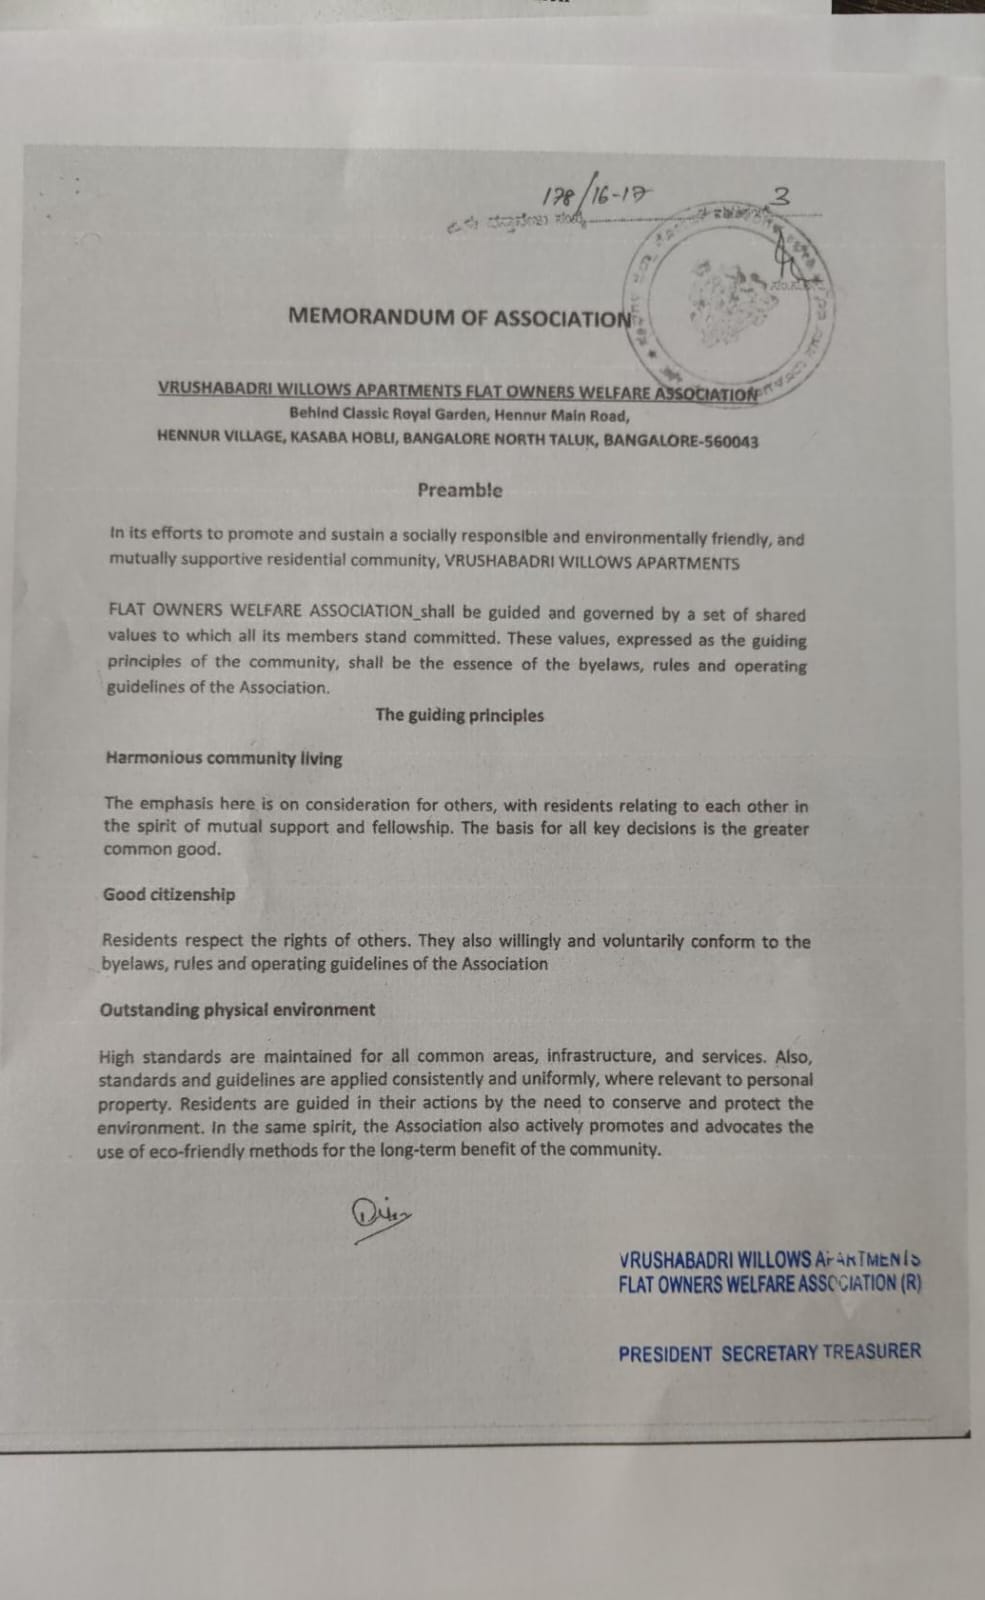 178/16-17 3
MEMORANDUM OF ASSOCIATION
VRUSHABADRI WILLOWS APARTMENTS FLAT OWNERS WELFARE ASSOCIATION
Behind Classic Royal Garden, Hennur Main Road,
HENNUR VILLAGE, KASABA HOBLI, BANGALORE NORTH TALUK, BANGALORE-560043
Preamble
In its efforts to promote and sustain a socially responsible and environmentally friendly, and
mutually supportive residential community, VRUSHABADRI WILLOWS APARTMENTS
FLAT OWNERS WELFARE ASSOCIATION_shall be guided and governed by a set of shared
values to which all its members stand committed. These values, expressed as the guiding
principles of the community, shall be the essence of the byelaws, rules and operating
guidelines of the Association.
The guiding principles
Harmonious community living
The emphasis here is on consideration for others, with residents relating to each other in
the spirit of mutual support and fellowship. The basis for all key decisions is the greater
common good.
Good citizenship
Residents respect the rights of others. They also willingly and voluntarily conform to the
byelaws, rules and operating guidelines of the Association
Outstanding physical environment
High standards are maintained for all common areas, infrastructure, and services. Also,
standards and guidelines are applied consistently and uniformly, where relevant to personal
property. Residents are guided in their actions by the need to conserve and protect the
environment. In the same spirit, the Association also actively promotes and advocates the
use of eco-friendly methods for the long-term benefit of the community.
VRUSHABADRI WILLOWS APARTMENTS
FLAT OWNERS WELFARE ASSOCIATION (R)
PRESIDENT SECRETARY TREASURER